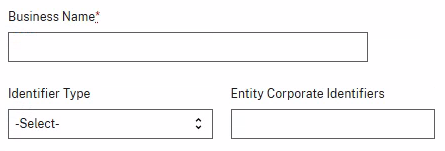 Business Name*
Identifier Type
Entity Corporate Identifiers
-Select-